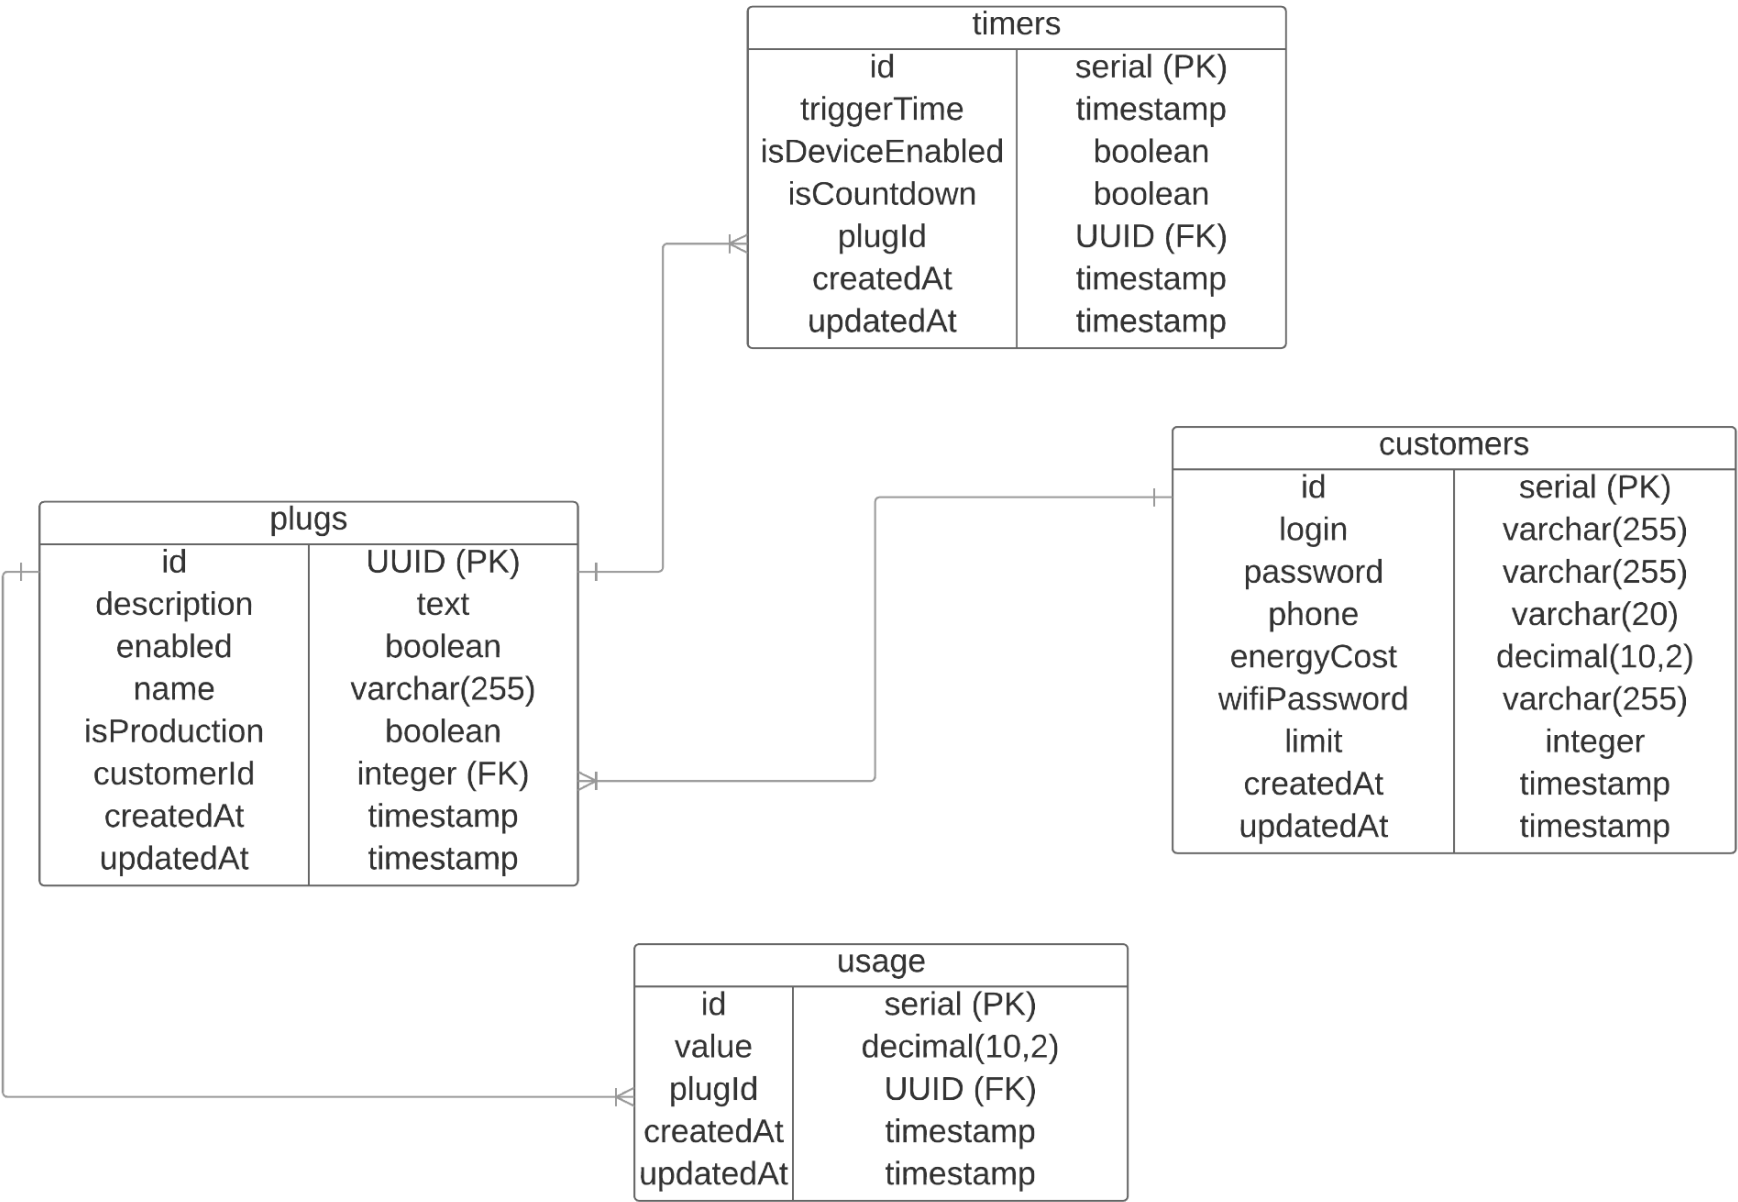 timers
id serial (PK)
triggerTime timestamp
isDeviceEnabled boolean
isCountdown boolean
plugId UUID (FK)
createdAt timestamp
updatedAt timestamp
customers
id serial (PK)
login varchar(255)
password varchar(255)
phone varchar(20)
energyCost decimal(10,2)
wifiPassword varchar(255)
limit integer
createdAt timestamp
updatedAt timestamp
plugs
id UUID (PK)
description text
enabled boolean
name varchar(255)
isProduction boolean
customerId integer (FK)
createdAt timestamp
updatedAt timestamp
usage
id serial (PK)
value decimal(10,2)
plugId UUID (FK)
createdAt timestamp
updatedAt timestamp